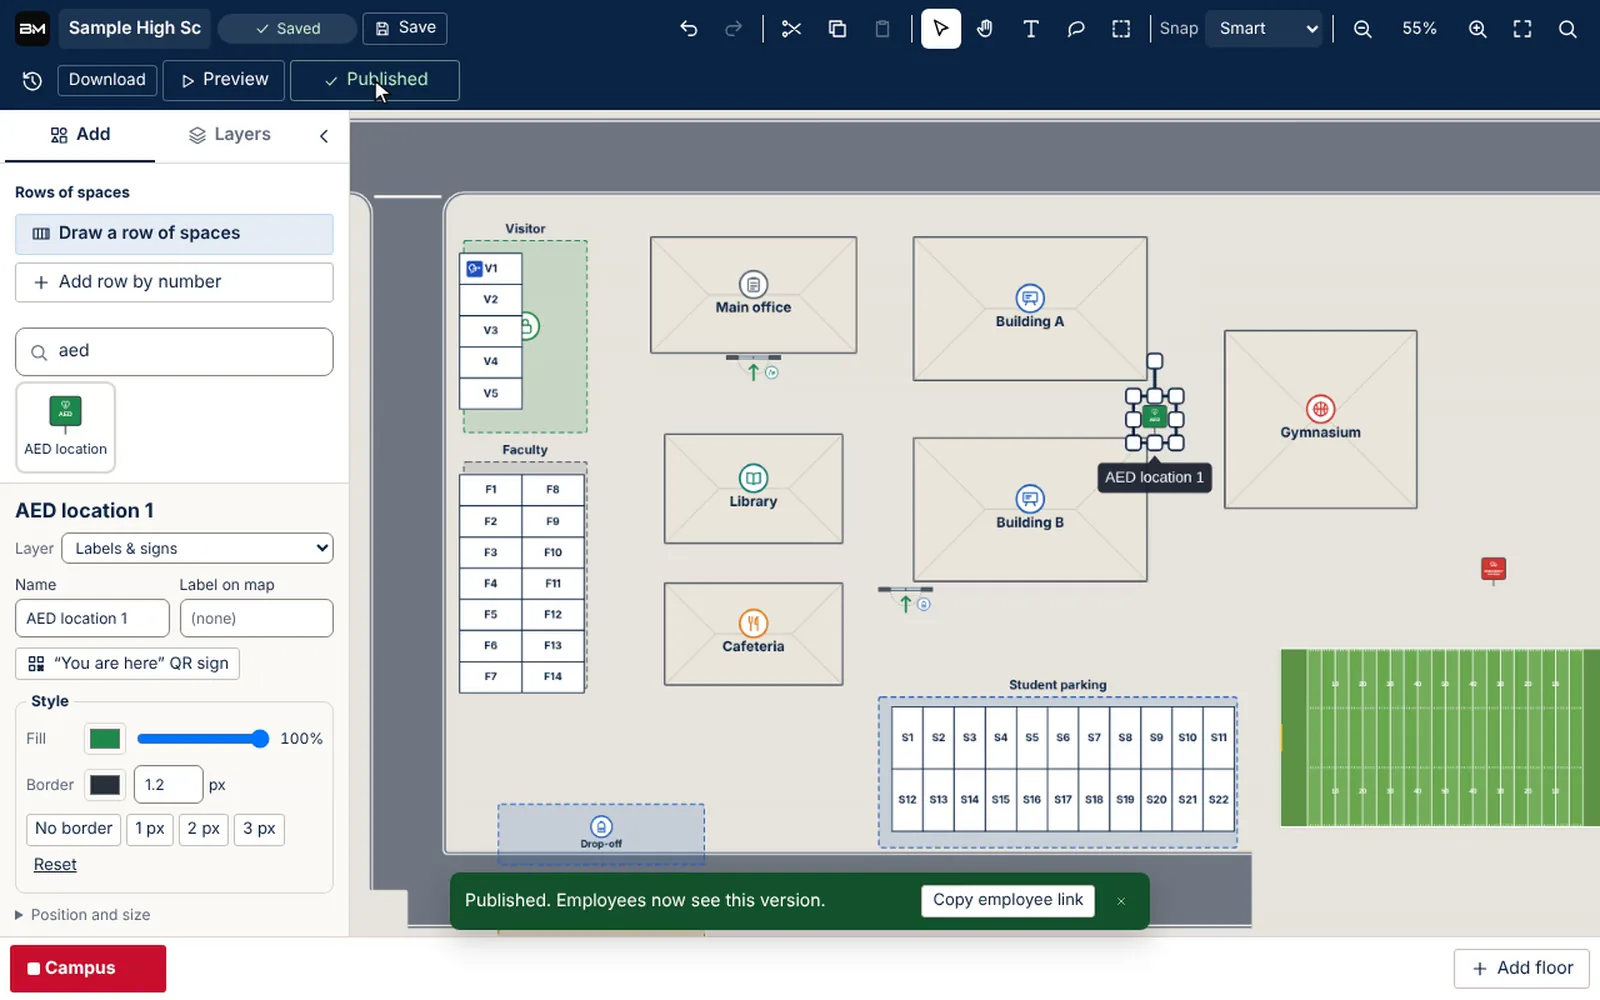 BM
Sample High Sc
Saved
Save
Snap
Smart
55%
Download
Preview
Published
Add
Layers
Rows of spaces
Draw a row of spaces
Add row by number
aed
AED
AED location
AED location 1
Layer
Labels & signs
Name
Label on map
AED location 1
(none)
"You are here" QR sign
Style
Fill
100%
Border
1.2
px
No border
1 px
2 px
3 px
Reset
Position and size
Visitor
V1
V2
V3
V4
V5
Faculty
F1
F8
F2
F9
F3
F10
F4
F11
F5
F12
F6
F13
F7
F14
Main office
Building A
Gymnasium
Library
Building B
AED location 1
Cafeteria
Student parking
S1
S2
S3
S4
S5
S6
S7
S8
S9
S10
S11
S12
S13
S14
S15
S16
S17
S18
S19
S20
S21
S22
Drop-off
Published. Employees now see this version.
Copy employee link
Campus
Add floor